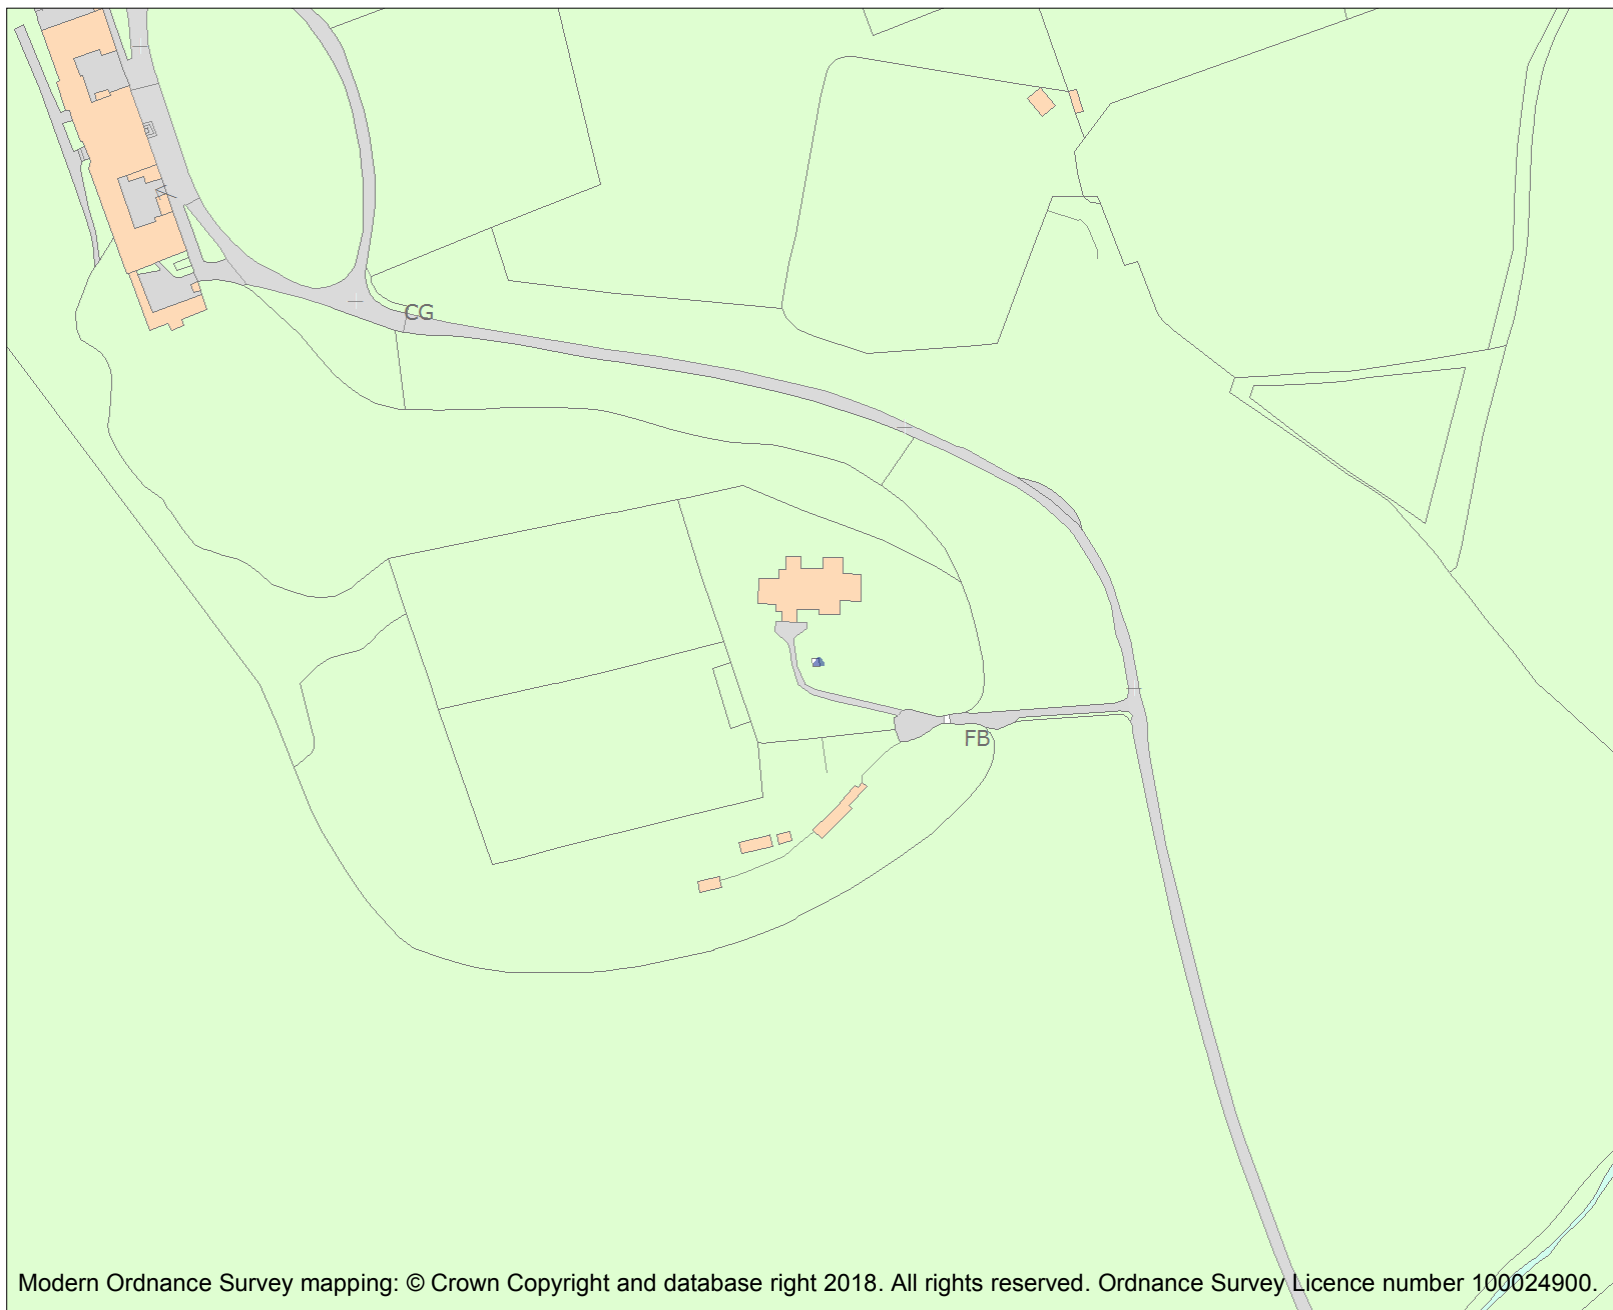 CG
FB
Modern Ordnance Survey mapping: © Crown Copyright and database right 2018. All rights reserved. Ordnance Survey Licence number 100024900.